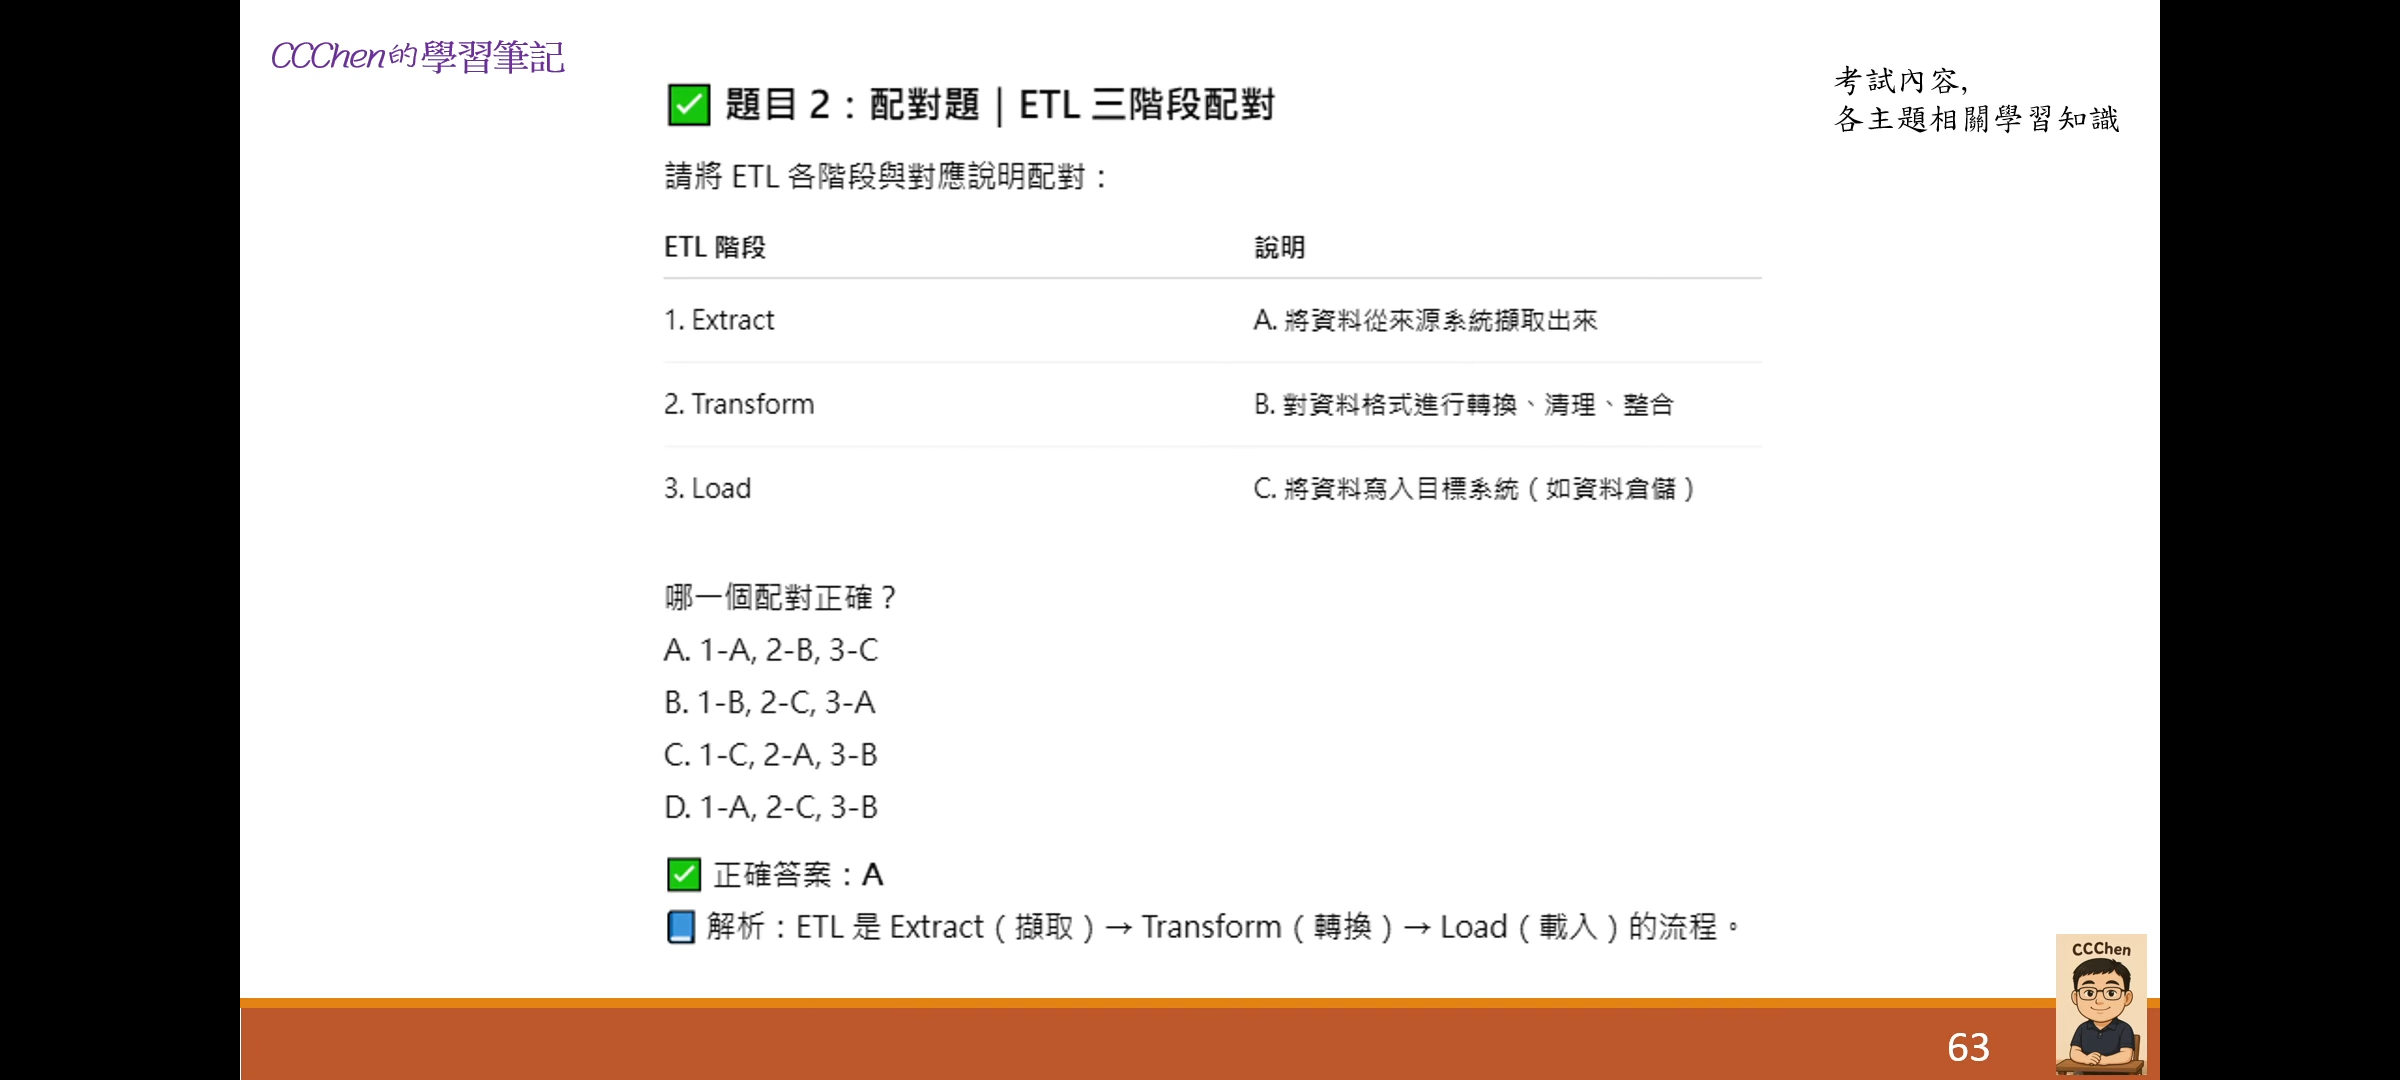 CCChen的學習筆記
考試內容,
各主題相關學習知識
✅ 題目 2：配對題｜ETL 三階段配對
請將 ETL 各階段與對應說明配對：
ETL 階段 說明
1. Extract A. 將資料從來源系統擷取出來
2. Transform B. 對資料格式進行轉換、清理、整合
3. Load C. 將資料寫入目標系統（如資料倉儲）
哪一個配對正確？
A. 1-A, 2-B, 3-C
B. 1-B, 2-C, 3-A
C. 1-C, 2-A, 3-B
D. 1-A, 2-C, 3-B
✅ 正確答案：A
📘 解析：ETL 是 Extract（擷取）→ Transform（轉換）→ Load（載入）的流程。
CCChen
63